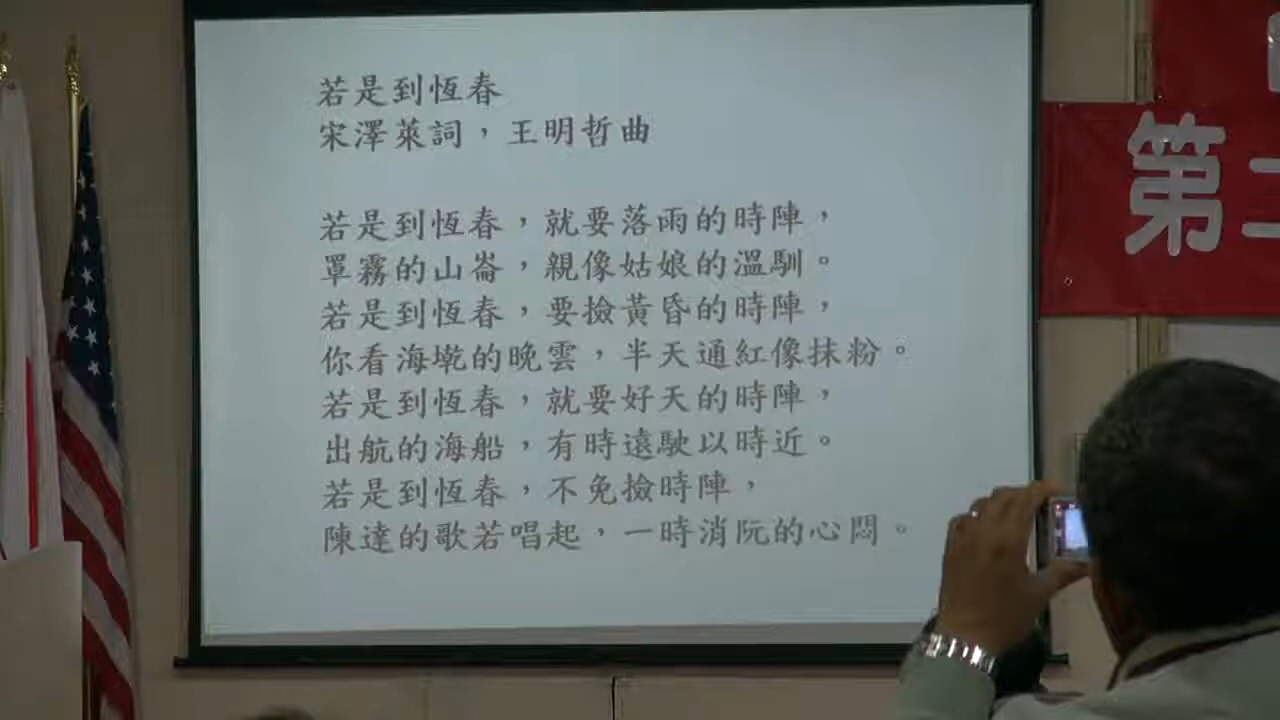 若是到恆春
宋澤萊詞，王明哲曲
若是到恆春，就要落雨的時陣，
罩霧的山崙，親像姑娘的溫馴。
若是到恆春，要撿黃昏的時陣，
你看海墘的晚雲，半天通紅像抹粉。
若是到恆春，就要好天的時陣，
出航的海船，有時遠駛以時近。
若是到恆春，不免撿時陣，
陳達的歌若唱起，一時消阮的心悶。
第